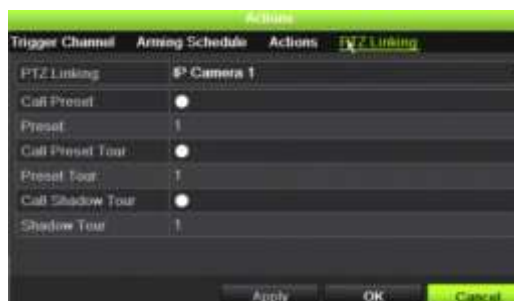 Actions
Trigger Channel Arming Schedule Actions PTZ Linking
PTZ Linking IP Camera 1
Call Preset
Preset 1
Call Preset Tour
Preset Tour 1
Call Shadow Tour
Shadow Tour 1
Apply OK Cancel